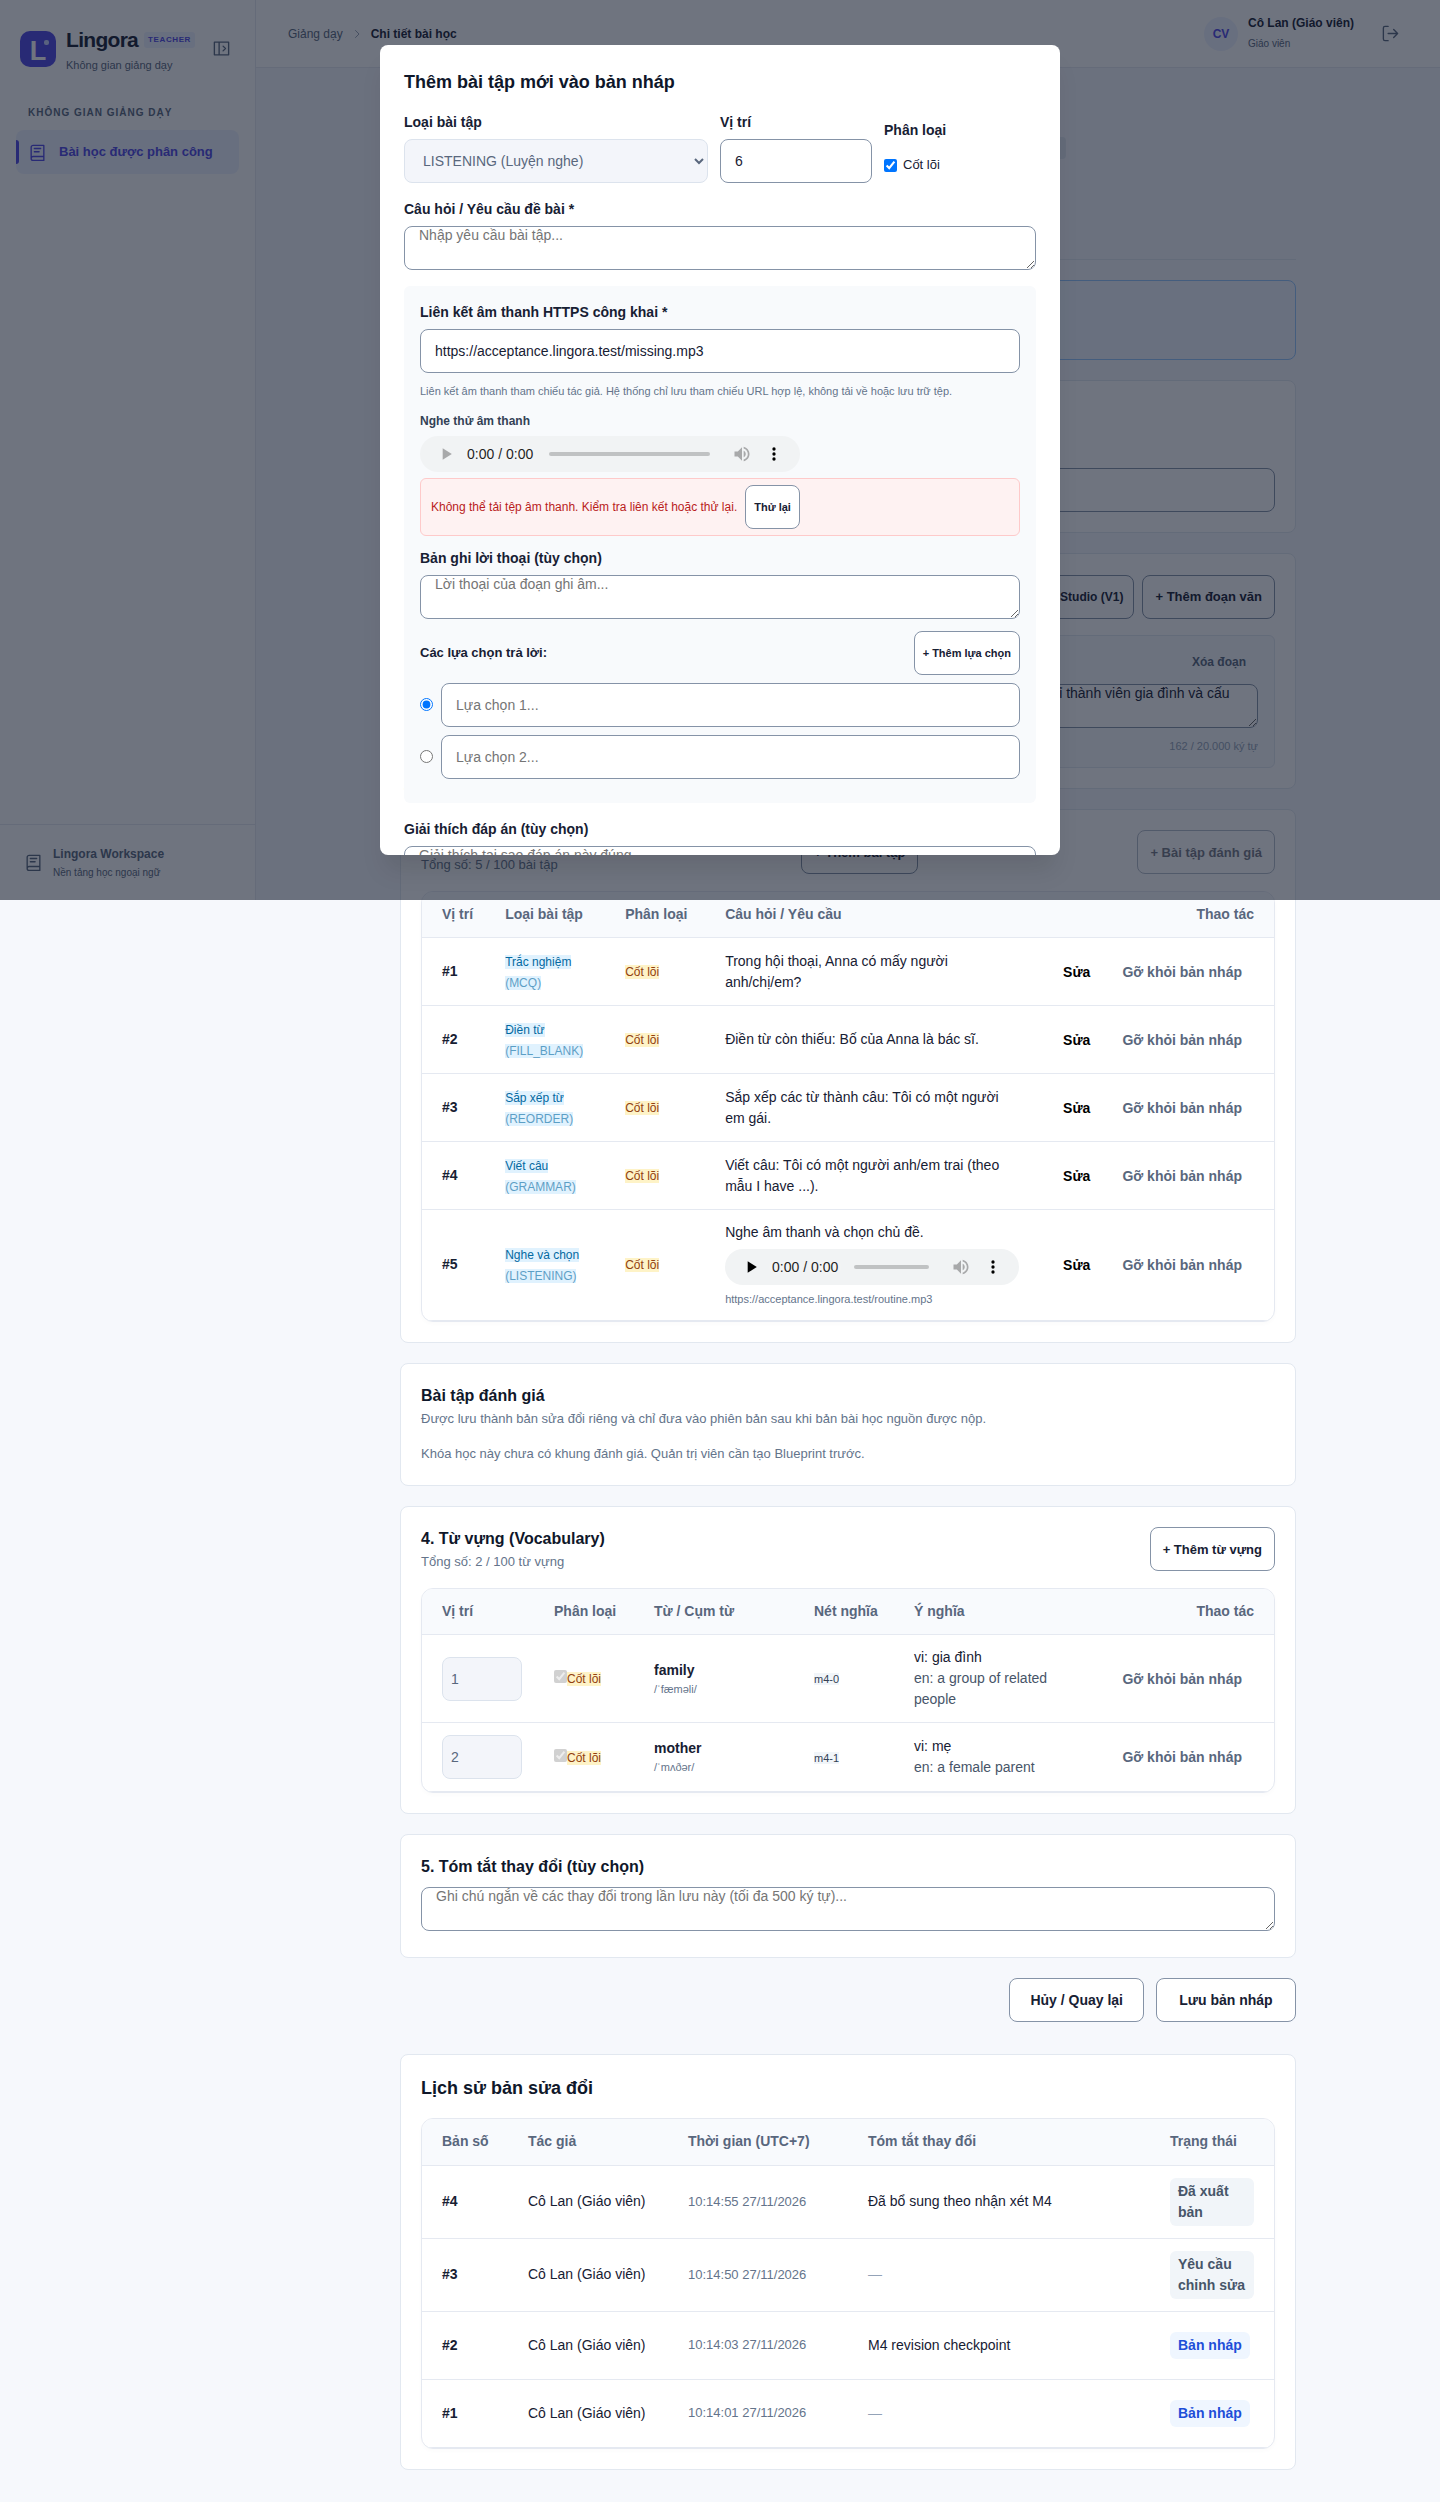 Lingora TEACHER
Không gian giảng dạy
KHÔNG GIAN GIẢNG DẠY
Bài học được phân công
Lingora Workspace
Nền tảng học ngoại ngữ
Giảng dạy > Chi tiết bài học
CV
Cô Lan (Giáo viên)
Giáo viên
Thêm bài tập mới vào bản nháp
Loại bài tập
LISTENING (Luyện nghe)
Vị trí
6
Phân loại
Cốt lõi
Câu hỏi / Yêu cầu đề bài *
Nhập yêu cầu bài tập...
Liên kết âm thanh HTTPS công khai *
https://acceptance.lingora.test/missing.mp3
Liên kết âm thanh tham chiếu tác giả. Hệ thống chỉ lưu tham chiếu URL hợp lệ, không tải về hoặc lưu trữ tệp.
Nghe thử âm thanh
0:00 / 0:00
Không thể tải tệp âm thanh. Kiểm tra liên kết hoặc thử lại.
Thử lại
Bản ghi lời thoại (tùy chọn)
Lời thoại của đoạn ghi âm...
Các lựa chọn trả lời:
+ Thêm lựa chọn
Lựa chọn 1...
Lựa chọn 2...
Giải thích đáp án (tùy chọn)
Giải thích tại sao đáp án này đúng
Studio (V1)
+ Thêm đoạn văn
Xóa đoạn
i thành viên gia đình và cấu
162 / 20.000 ký tự
Tổng số: 5 / 100 bài tập
+ Thêm bài tập
+ Bài tập đánh giá
Vị trí Loại bài tập Phân loại Câu hỏi / Yêu cầu Thao tác
#1 Trắc nghiệm (MCQ) Cốt lõi Trong hội thoại, Anna có mấy người anh/chị/em? Sửa Gỡ khỏi bản nháp
#2 Điền từ (FILL_BLANK) Cốt lõi Điền từ còn thiếu: Bố của Anna là bác sĩ. Sửa Gỡ khỏi bản nháp
#3 Sắp xếp từ (REORDER) Cốt lõi Sắp xếp các từ thành câu: Tôi có một người em gái. Sửa Gỡ khỏi bản nháp
#4 Viết câu (GRAMMAR) Cốt lõi Viết câu: Tôi có một người anh/em trai (theo mẫu I have ...). Sửa Gỡ khỏi bản nháp
#5 Nghe và chọn (LISTENING) Cốt lõi Nghe âm thanh và chọn chủ đề. Sửa Gỡ khỏi bản nháp
0:00 / 0:00
https://acceptance.lingora.test/routine.mp3
Bài tập đánh giá
Được lưu thành bản sửa đổi riêng và chỉ đưa vào phiên bản sau khi bản bài học nguồn được nộp.
Khóa học này chưa có khung đánh giá. Quản trị viên cần tạo Blueprint trước.
4. Từ vựng (Vocabulary)
Tổng số: 2 / 100 từ vựng
+ Thêm từ vựng
Vị trí Phân loại Từ / Cụm từ Nét nghĩa Ý nghĩa Thao tác
1 Cốt lõi family /ˈfæməli/ m4-0 vi: gia đình
en: a group of related people
Gỡ khỏi bản nháp
2 Cốt lõi mother /ˈmʌðər/ m4-1 vi: mẹ
en: a female parent
Gỡ khỏi bản nháp
5. Tóm tắt thay đổi (tùy chọn)
Ghi chú ngắn về các thay đổi trong lần lưu này (tối đa 500 ký tự)...
Hủy / Quay lại
Lưu bản nháp
Lịch sử bản sửa đổi
Bản số Tác giả Thời gian (UTC+7) Tóm tắt thay đổi Trạng thái
#4 Cô Lan (Giáo viên) 10:14:55 27/11/2026 Đã bổ sung theo nhận xét M4 Đã xuất bản
#3 Cô Lan (Giáo viên) 10:14:50 27/11/2026 — Yêu cầu chỉnh sửa
#2 Cô Lan (Giáo viên) 10:14:03 27/11/2026 M4 revision checkpoint Bản nháp
#1 Cô Lan (Giáo viên) 10:14:01 27/11/2026 — Bản nháp